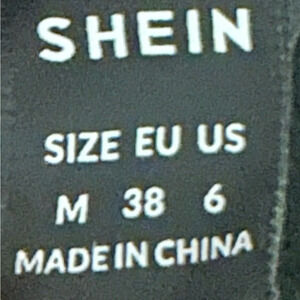 SHEIN
SIZE EU US
M 38 6
MADE IN CHINA